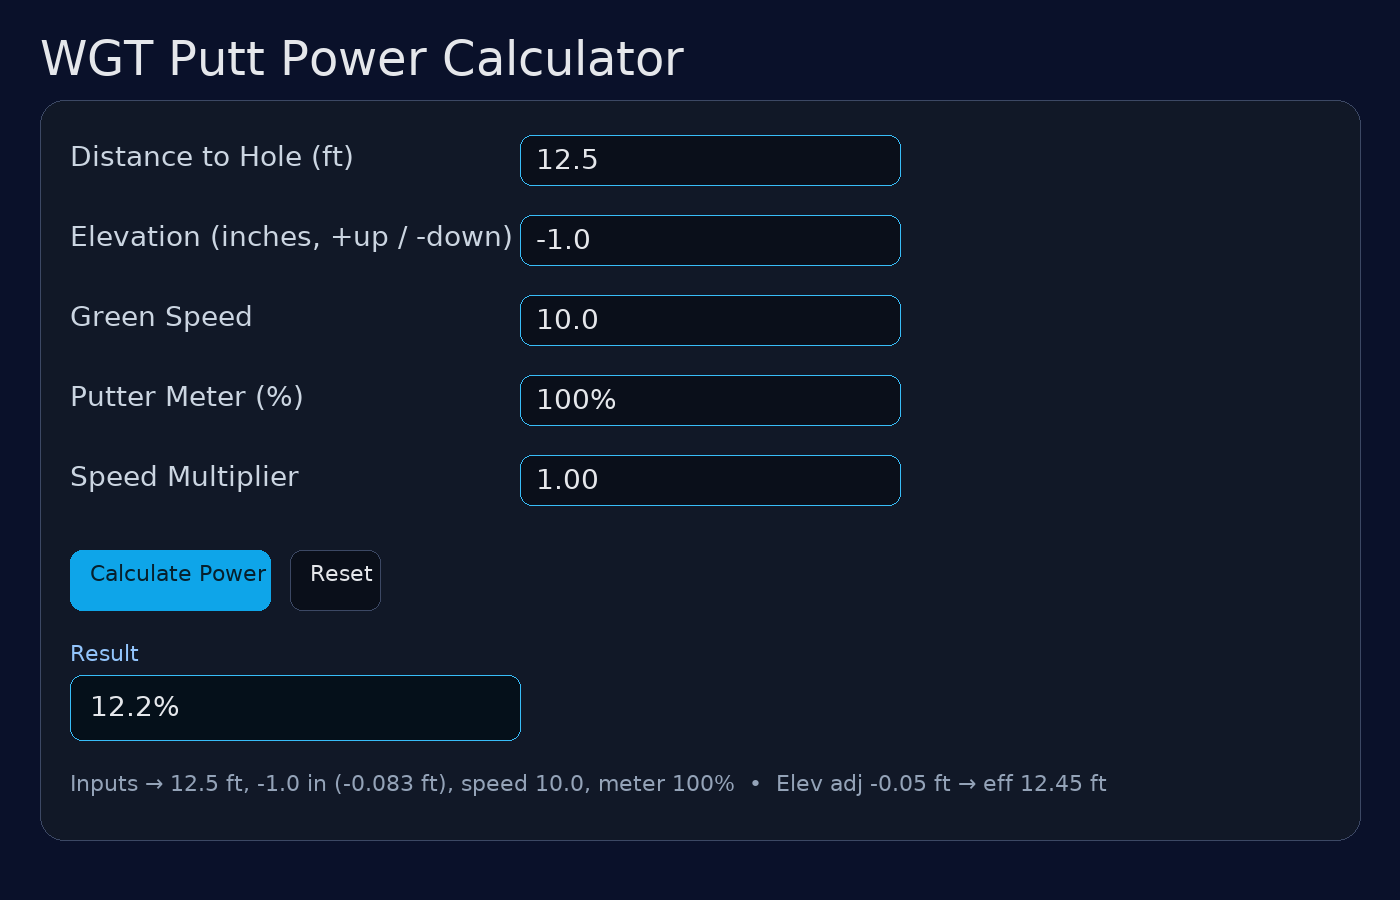 WGT Putt Power Calculator
Distance to Hole (ft) 12.5
Elevation (inches, +up / -down) -1.0
Green Speed 10.0
Putter Meter (%) 100%
Speed Multiplier 1.00
Calculate Power Reset
Result
12.2%
Inputs → 12.5 ft, -1.0 in (-0.083 ft), speed 10.0, meter 100% • Elev adj -0.05 ft → eff 12.45 ft